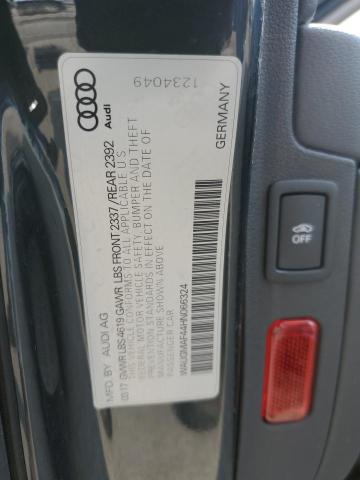 MFD. BY AUDI AG
03.17 GVWR LBS 4619 GAWR LBS FRONT 2337/REAR 2392
THIS VEHICLE CONFORMS TO ALL APPLICABLE U S
FEDERAL MOTOR VEHICLE SAFETY, BUMPER AND THEFT
PREVENTION STANDARDS IN EFFECT ON THE DATE OF
MANUFACTURE SHOWN ABOVE
PASSENGER CAR
WAUGMAF44HN066324
Audi
1234049
GERMANY
OFF